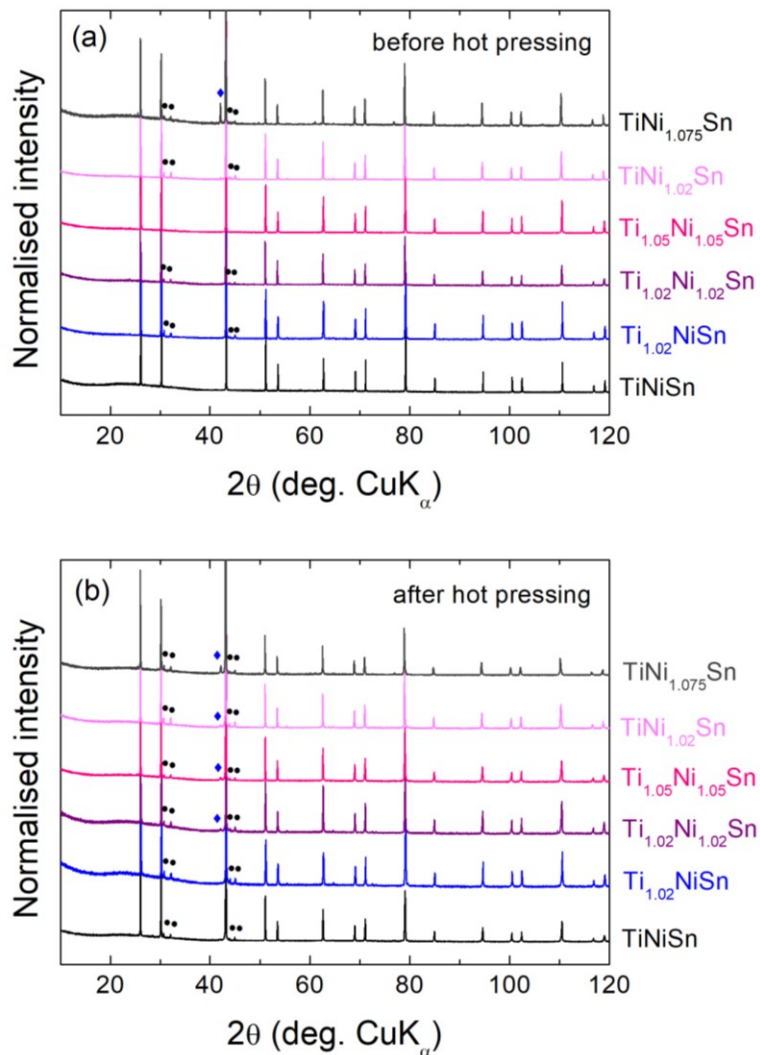 (a)
before hot pressing
Normalised intensity
TiNi1.075Sn
TiNi1.02Sn
Ti1.05Ni1.05Sn
Ti1.02Ni1.02Sn
Ti1.02NiSn
TiNiSn
20 40 60 80 100 120
2θ (deg. CuKα)
(b)
after hot pressing
Normalised intensity
TiNi1.075Sn
TiNi1.02Sn
Ti1.05Ni1.05Sn
Ti1.02Ni1.02Sn
Ti1.02NiSn
TiNiSn
20 40 60 80 100 120
2θ (deg. CuKα)